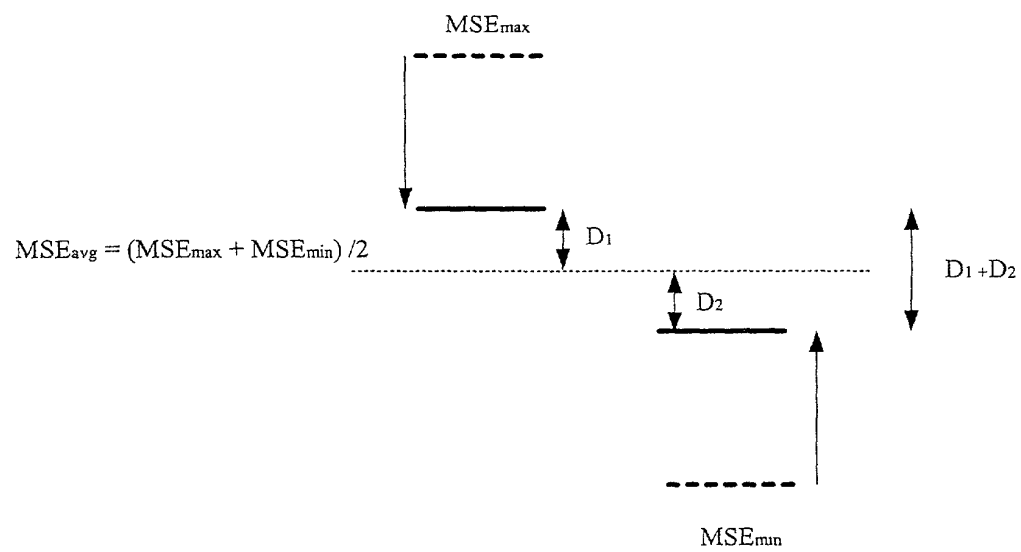 MSEmax
D1
MSEavg = (MSEmax + MSEmin) /2
D1 +D2
D2
MSEmin